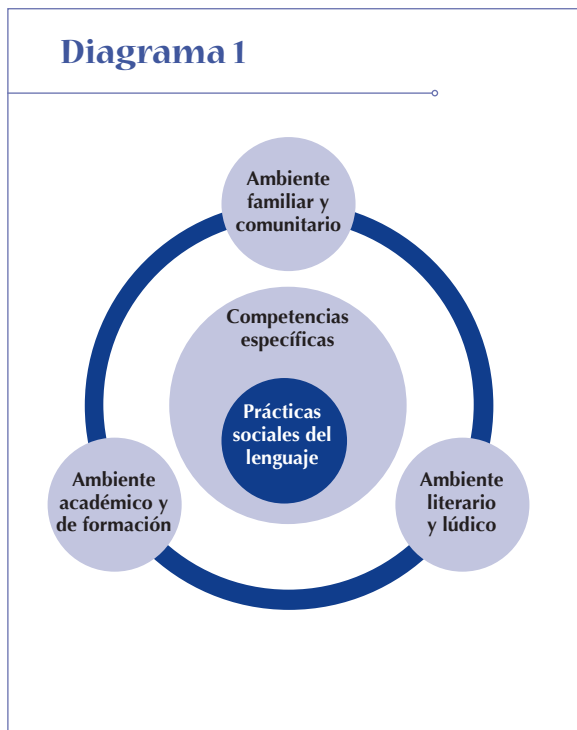 Diagrama 1
Ambiente
familiar y
comunitario
Competencias
específicas
Prácticas
sociales del
lenguaje
Ambiente
académico y
de formación
Ambiente
literario
y lúdico